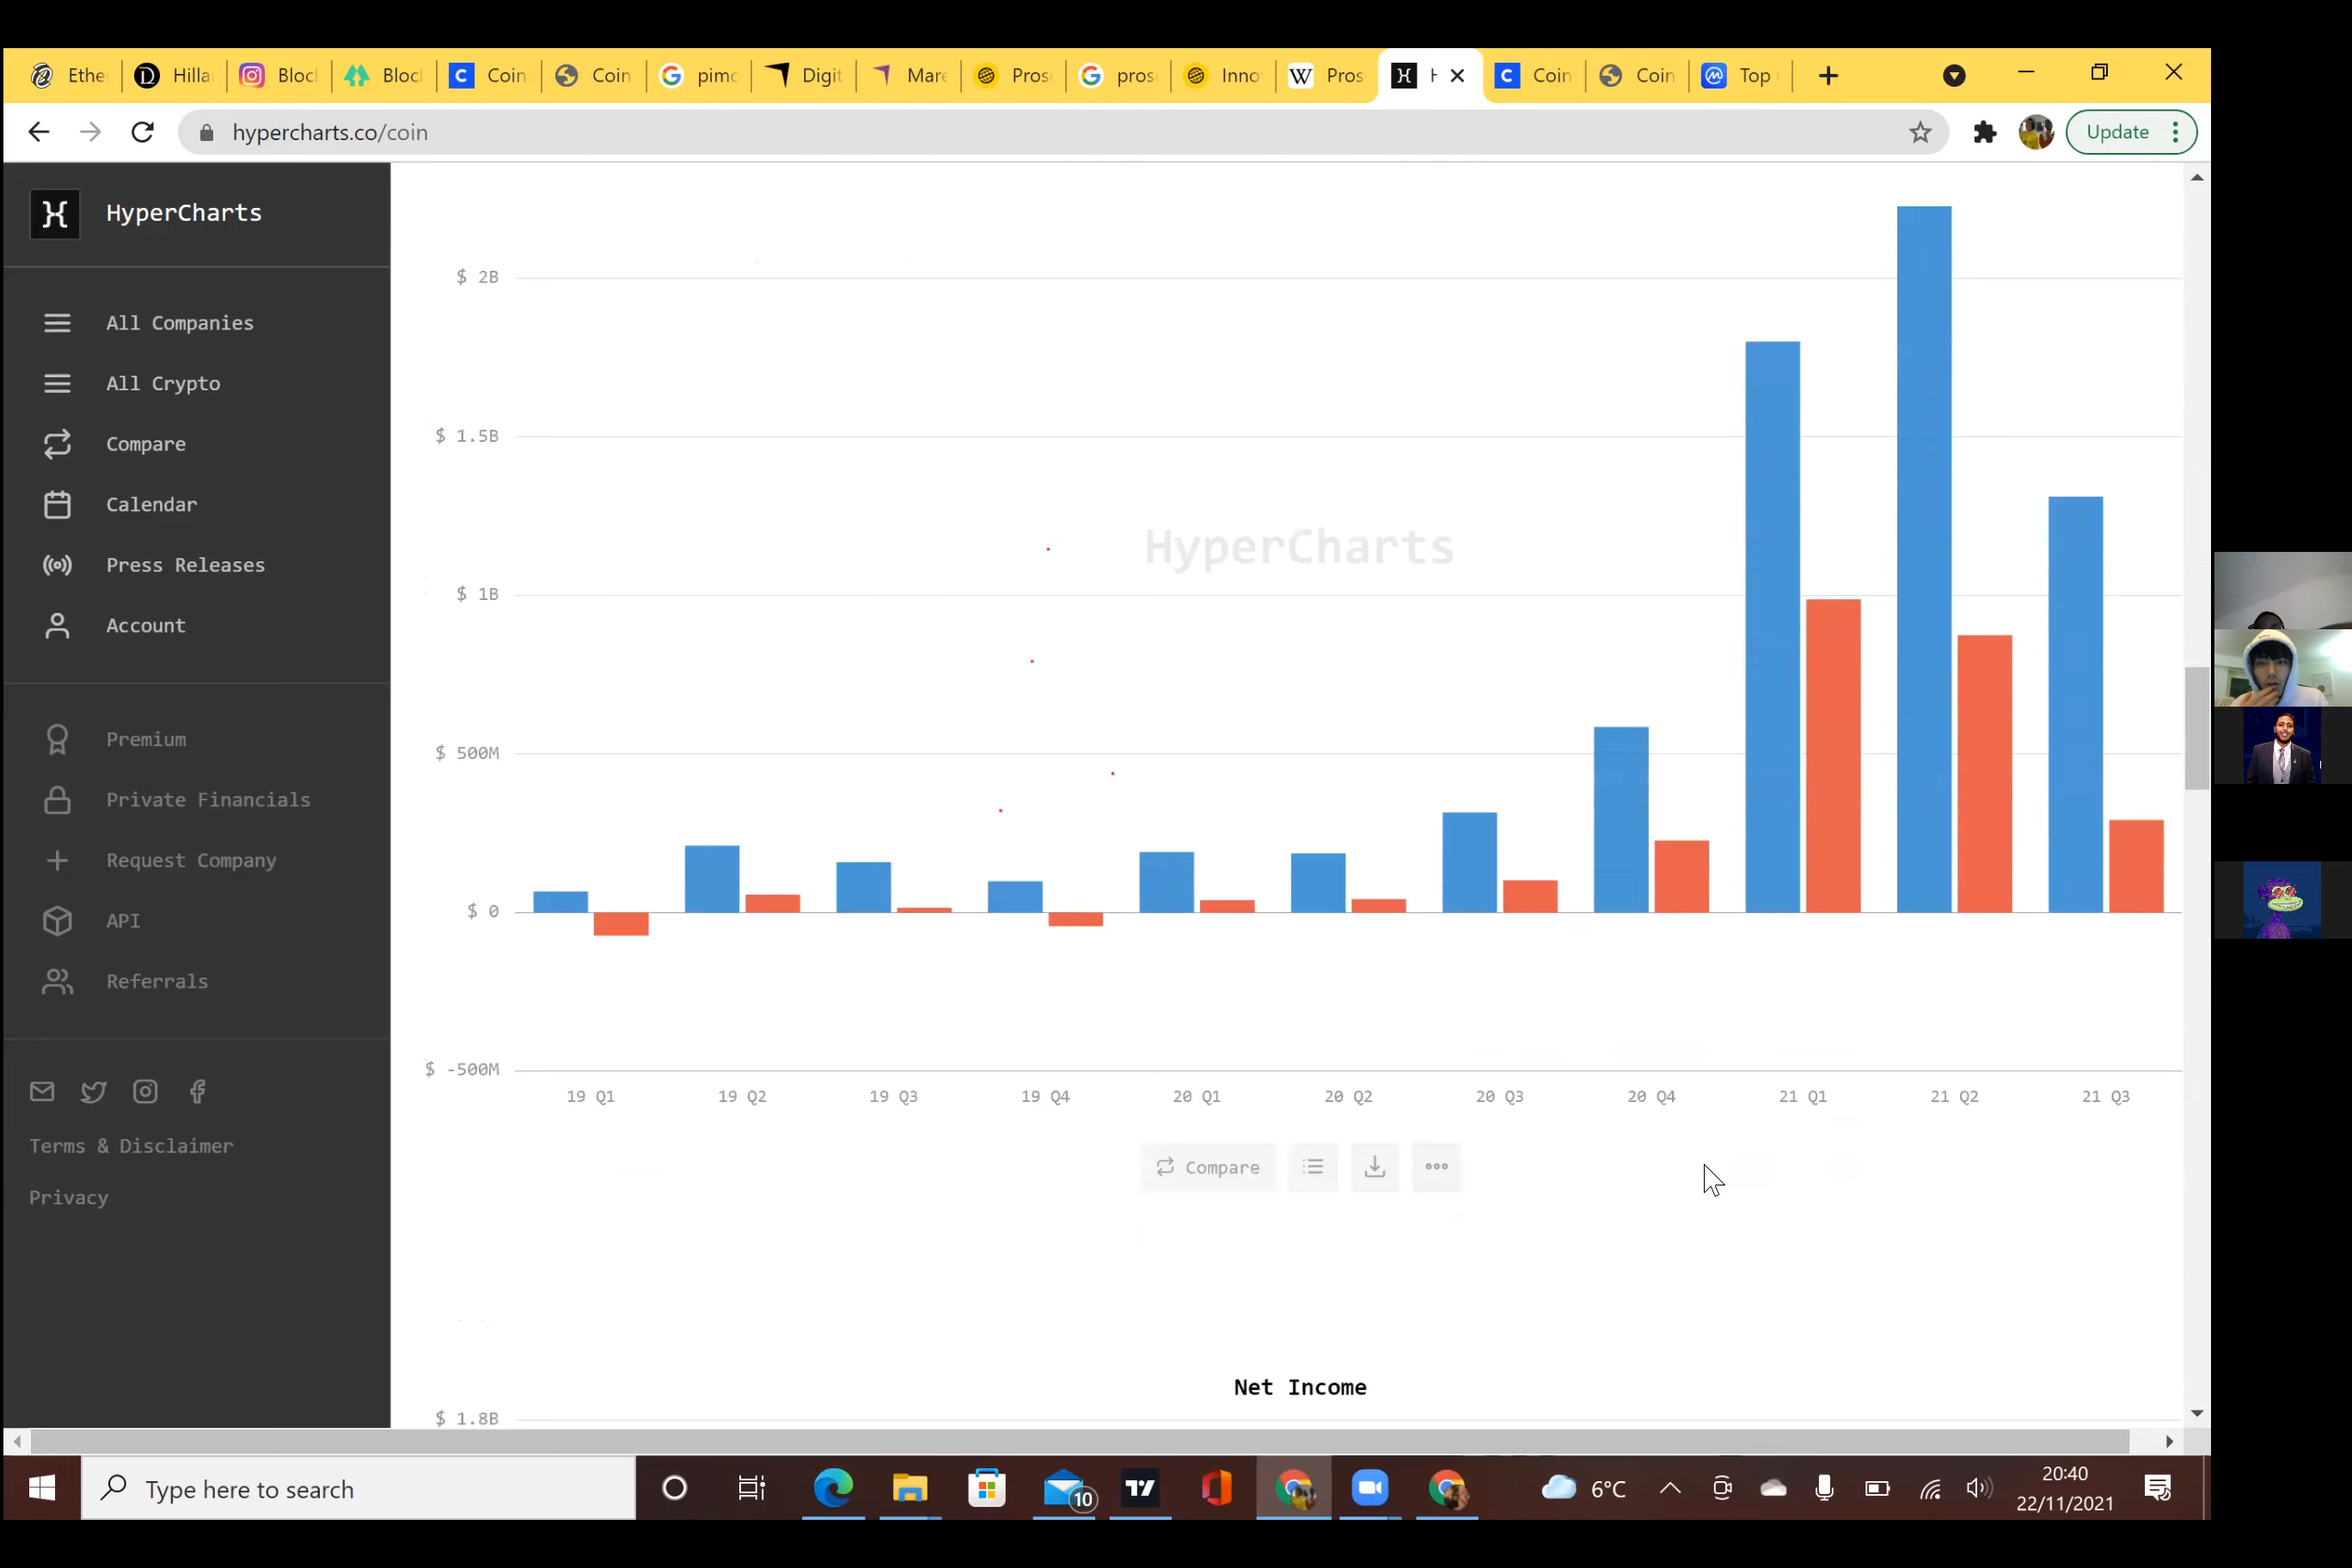 Ethe Hilla Bloc Bloc Coin Coin pimc Digit Mare Pros pros Inno Pros Coin Coin Top
hypercharts.co/coin
Update
HyperCharts
All Companies
All Crypto
Compare
Calendar
Press Releases
Account
Premium
Private Financials
Request Company
API
Referrals
Terms & Disclaimer
Privacy
$ 2B
$ 1.5B
HyperCharts
$ 1B
$ 500M
$ 0
$ -500M
19 Q1 19 Q2 19 Q3 19 Q4 20 Q1 20 Q2 20 Q3 20 Q4 21 Q1 21 Q2 21 Q3
Compare
Net Income
$ 1.8B
Type here to search
10
6°C
20:40
22/11/2021